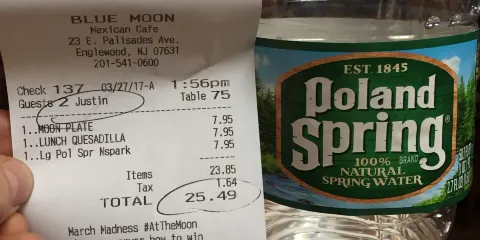 BLUE MOON
Mexican Cafe
23 E. Palisades Ave.
Englewood, NJ 07631
201-541-0600
Check 137 03/27/17-A 1:56pm
Guests 2 Justin Table 75
1..MOON PLATE 7.95
1..LUNCH QUESADILLA 7.95
1..Lg Pol Spr Nspark 7.95
Items 23.85
Tax 1.64
TOTAL 25.49
March Madness #AtTheMoon
EST. 1845
Poland
Spring®
BRAND
100%
NATURAL
SPRING WATER